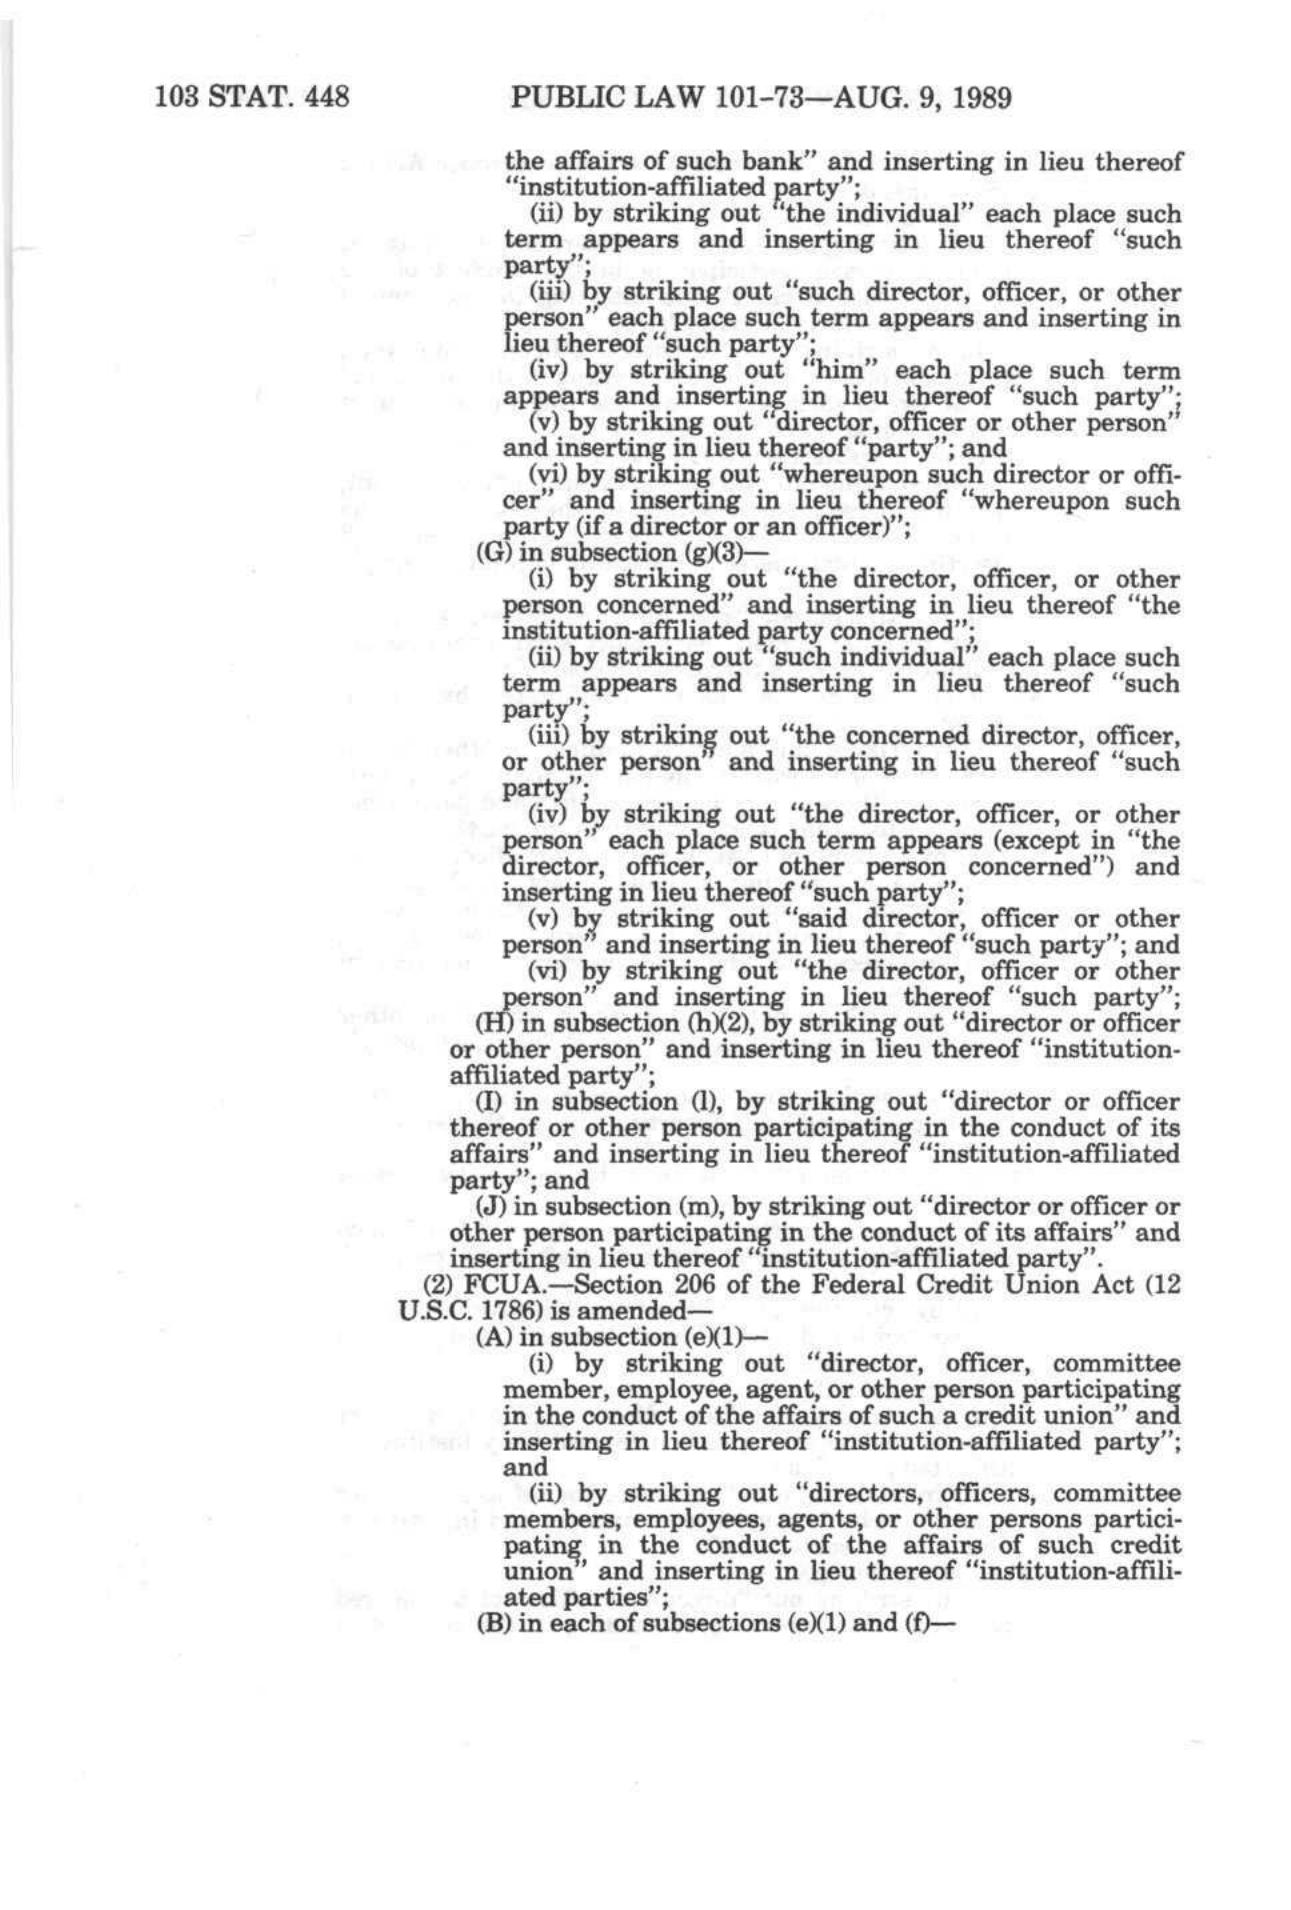 103 STAT. 448 PUBLIC LAW 101-73—AUG. 9, 1989
the affairs of such bank” and inserting in lieu thereof
“institution-affiliated party”;
(ii) by striking out “the individual” each place such
term appears and inserting in lieu thereof “such
party”;
(iii) by striking out “such director, officer, or other
person” each place such term appears and inserting in
lieu thereof “such party”;
(iv) by striking out “him” each place such term
appears and inserting in lieu thereof “such party”;
(v) by striking out “director, officer or other person”
and inserting in lieu thereof “party”; and
(vi) by striking out “whereupon such director or offi-
cer” and inserting in lieu thereof “whereupon such
party (if a director or an officer)”;
(G) in subsection (g)(3)—
(i) by striking out “the director, officer, or other
person concerned” and inserting in lieu thereof “the
institution-affiliated party concerned”;
(ii) by striking out “such individual” each place such
term appears and inserting in lieu thereof “such
party”;
(iii) by striking out “the concerned director, officer,
or other person” and inserting in lieu thereof “such
party”;
(iv) by striking out “the director, officer, or other
person” each place such term appears (except in “the
director, officer, or other person concerned”) and
inserting in lieu thereof “such party”;
(v) by striking out “said director, officer or other
person” and inserting in lieu thereof “such party”; and
(vi) by striking out “the director, officer or other
person” and inserting in lieu thereof “such party”;
(H) in subsection (h)(2), by striking out “director or officer
or other person” and inserting in lieu thereof “institution-
affiliated party”;
(I) in subsection (l), by striking out “director or officer
thereof or other person participating in the conduct of its
affairs” and inserting in lieu thereof “institution-affiliated
party”; and
(J) in subsection (m), by striking out “director or officer or
other person participating in the conduct of its affairs” and
inserting in lieu thereof “institution-affiliated party”.
(2) FCUA.—Section 206 of the Federal Credit Union Act (12
U.S.C. 1786) is amended—
(A) in subsection (e)(1)—
(i) by striking out “director, officer, committee
member, employee, agent, or other person participating
in the conduct of the affairs of such a credit union” and
inserting in lieu thereof “institution-affiliated party”;
and
(ii) by striking out “directors, officers, committee
members, employees, agents, or other persons partici-
pating in the conduct of the affairs of such credit
union” and inserting in lieu thereof “institution-affili-
ated parties”;
(B) in each of subsections (e)(1) and (f)—